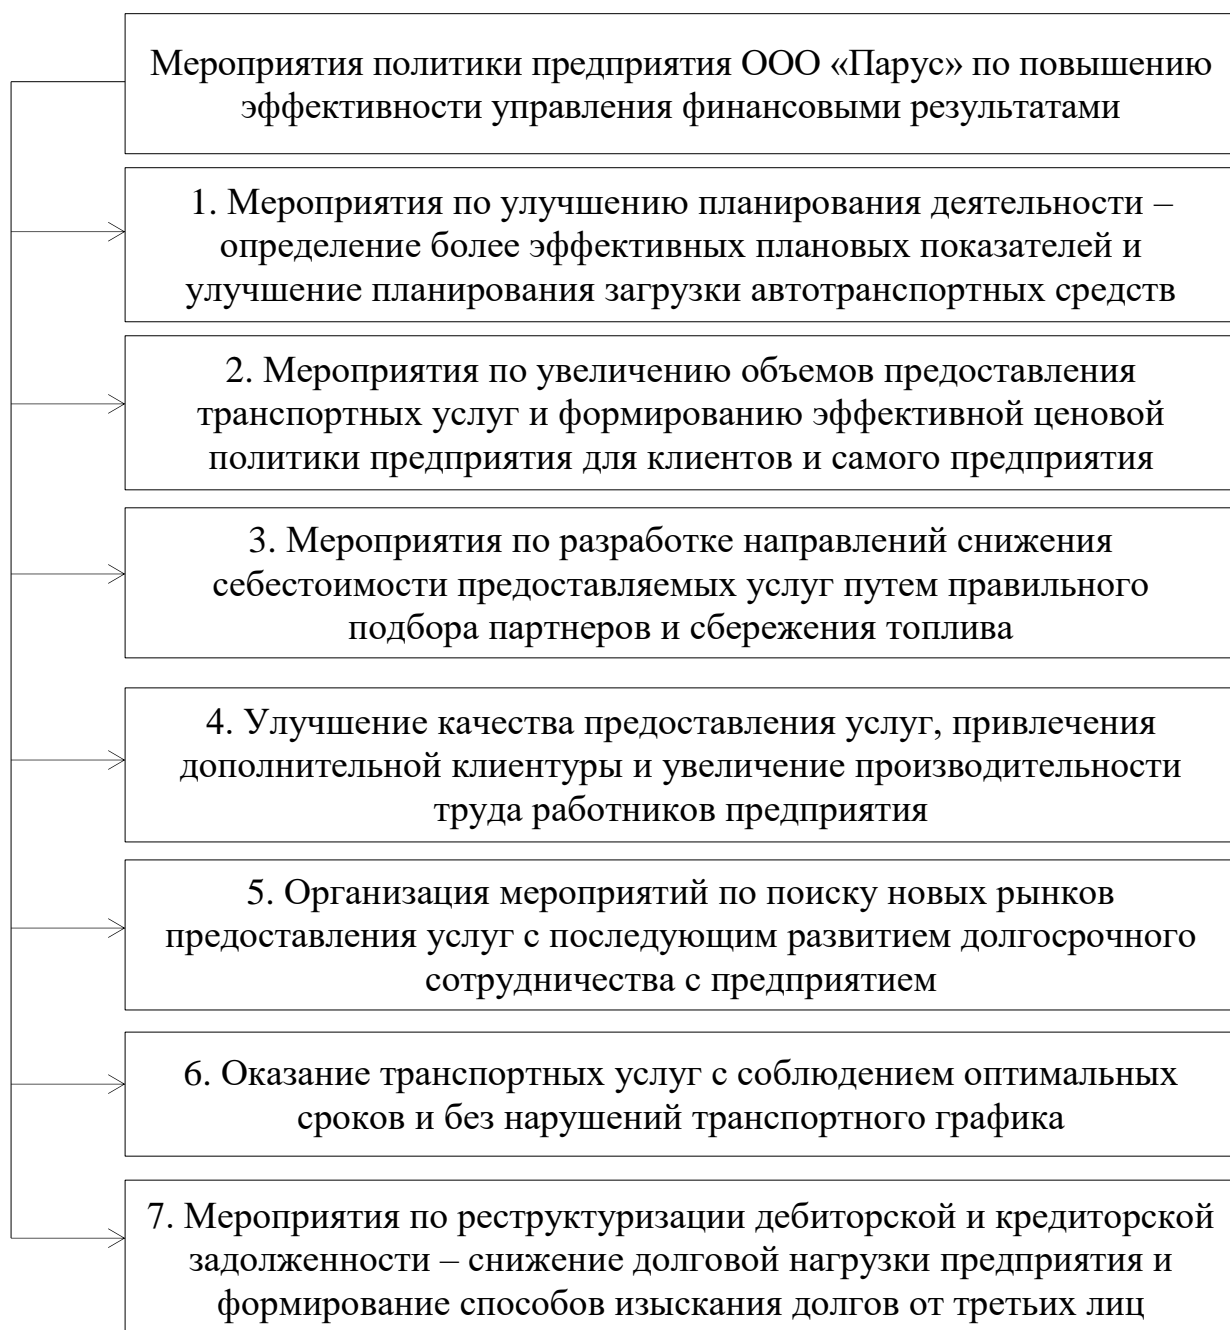 Мероприятия политики предприятия ООО «Парус» по повышению
эффективности управления финансовыми результатами
1. Мероприятия по улучшению планирования деятельности –
определение более эффективных плановых показателей и
улучшение планирования загрузки автотранспортных средств
2. Мероприятия по увеличению объемов предоставления
транспортных услуг и формированию эффективной ценовой
политики предприятия для клиентов и самого предприятия
3. Мероприятия по разработке направлений снижения
себестоимости предоставляемых услуг путем правильного
подбора партнеров и сбережения топлива
4. Улучшение качества предоставления услуг, привлечения
дополнительной клиентуры и увеличение производительности
труда работников предприятия
5. Организация мероприятий по поиску новых рынков
предоставления услуг с последующим развитием долгосрочного
сотрудничества с предприятием
6. Оказание транспортных услуг с соблюдением оптимальных
сроков и без нарушений транспортного графика
7. Мероприятия по реструктуризации дебиторской и кредиторской
задолженности – снижение долговой нагрузки предприятия и
формирование способов изыскания долгов от третьих лиц